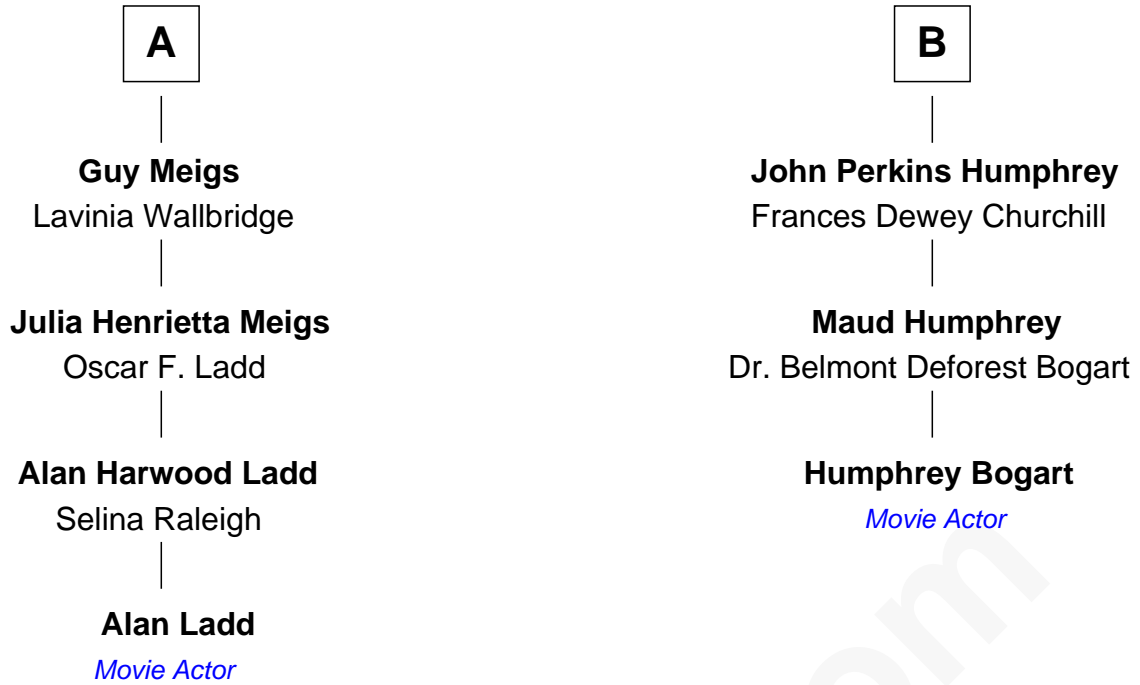 A
Guy Meigs
Lavinia Wallbridge
Julia Henrietta Meigs
Oscar F. Ladd
Alan Harwood Ladd
Selina Raleigh
Alan Ladd
Movie Actor
B
John Perkins Humphrey
Frances Dewey Churchill
Maud Humphrey
Dr. Belmont Deforest Bogart
Humphrey Bogart
Movie Actor